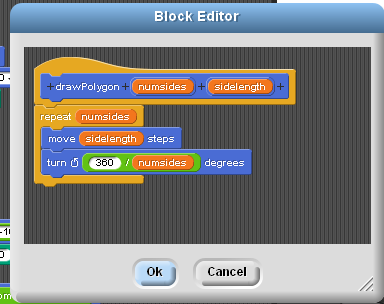 Block Editor
+ drawPolygon + numsides + sidelength +
repeat numsides
move sidelength steps
turn ↺ 360 / numsides degrees
Ok Cancel